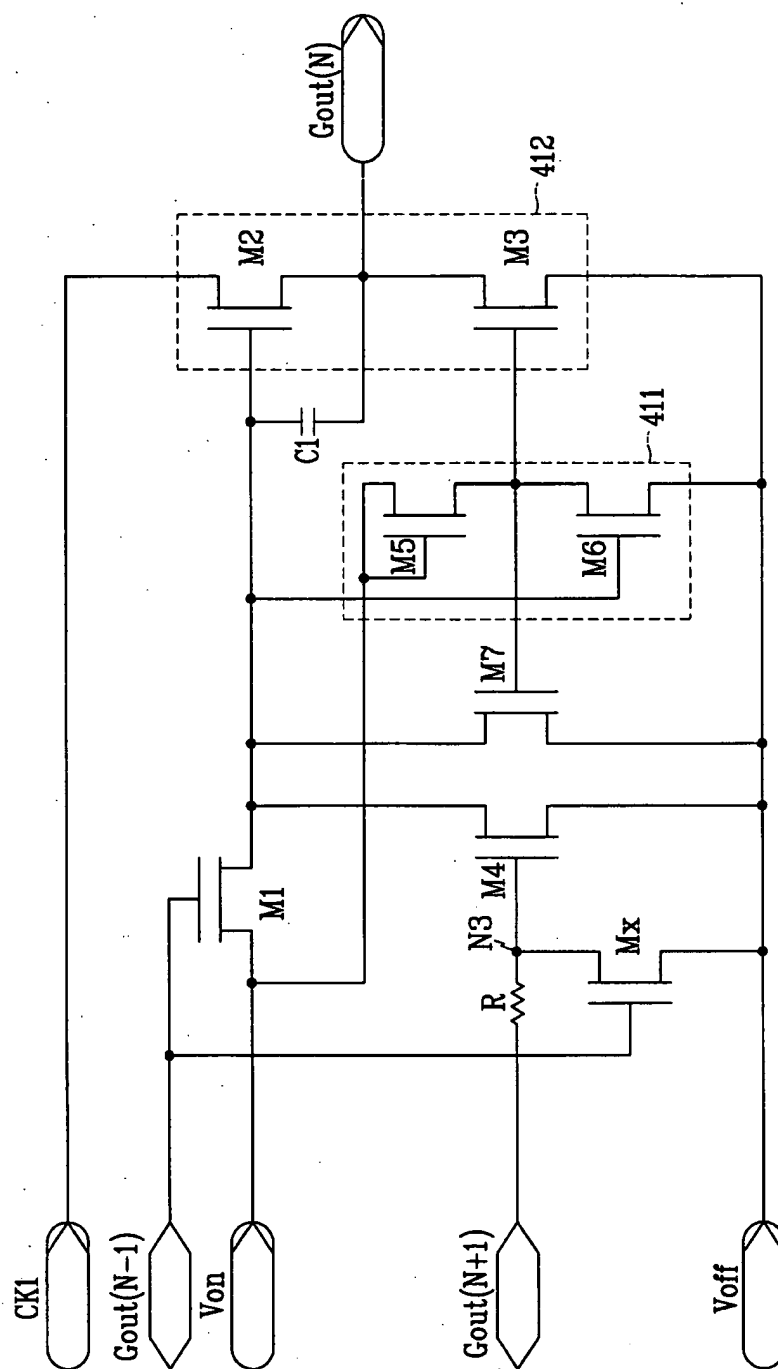 CK1
Gout(N-1)
Von
Gout(N+1)
Voff
M1
N3
R
Mx
M4
M7
M5
M6
411
C1
M2
M3
412
Gout(N)